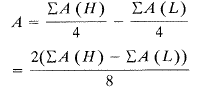 A = ΣA(H)/4 − ΣA(L)/4
= 2(ΣA(H) − ΣA(L))/8